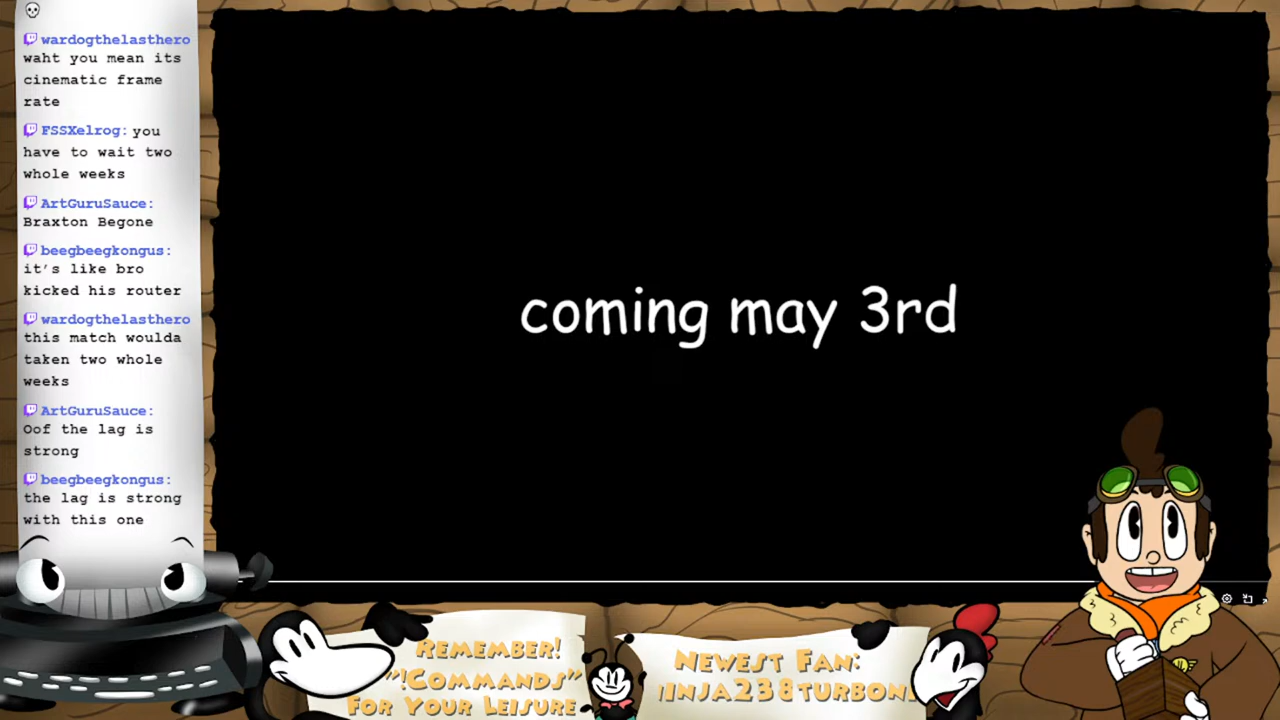 wardogthelasthero
waht you mean its
cinematic frame
rate
FSSXelrog: you
have to wait two
whole weeks
ArtGuruSauce:
Braxton Begone
beegbeegkongus:
it's like bro
kicked his router
wardogthelasthero
this match woulda
taken two whole
weeks
ArtGuruSauce:
Oof the lag is
strong
beegbeegkongus:
the lag is strong
with this one
coming may 3rd
Remember!
"!Commands"
For Your Leisure
Newest Fan: